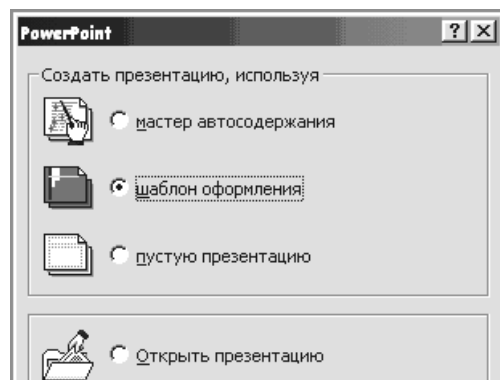 PowerPoint
Создать презентацию, используя
мастер автосодержания
шаблон оформления
пустую презентацию
Открыть презентацию